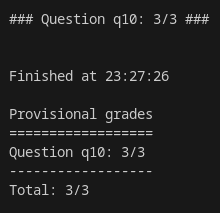 ### Question q10: 3/3 ###
Finished at 23:27:26
Provisional grades
==================
Question q10: 3/3
------------------
Total: 3/3